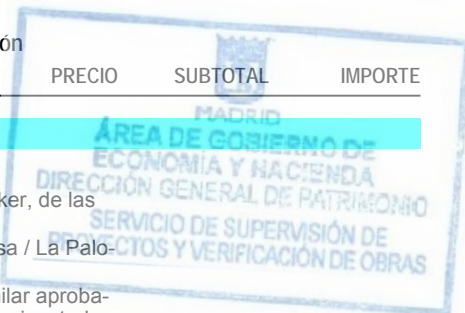 ón
PRECIO SUBTOTAL IMPORTE
MADRID
ÁREA DE GOBIERNO DE
ECONOMÍA Y HACIENDA
DIRECCIÓN GENERAL DE PATRIMONIO
ker, de las
SERVICIO DE SUPERVISIÓN DE
PROYECTOS Y VERIFICACIÓN DE OBRAS
sa / La Palo-
ilar aproba-